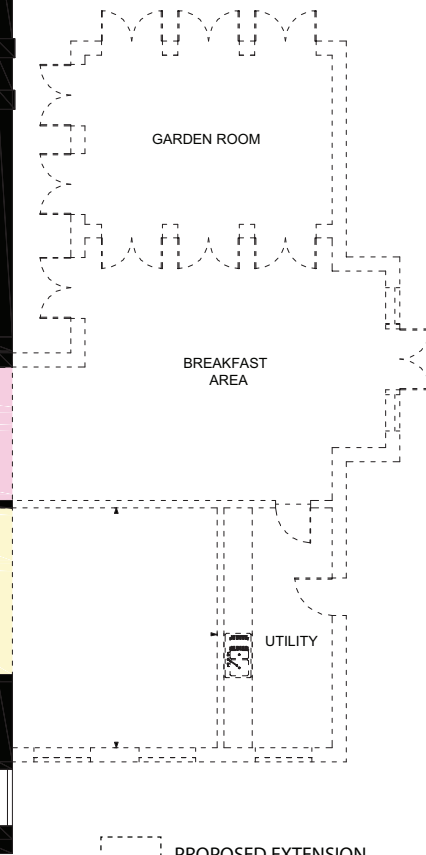 GARDEN ROOM
BREAKFAST
AREA
UTILITY
PROPOSED EXTENSION